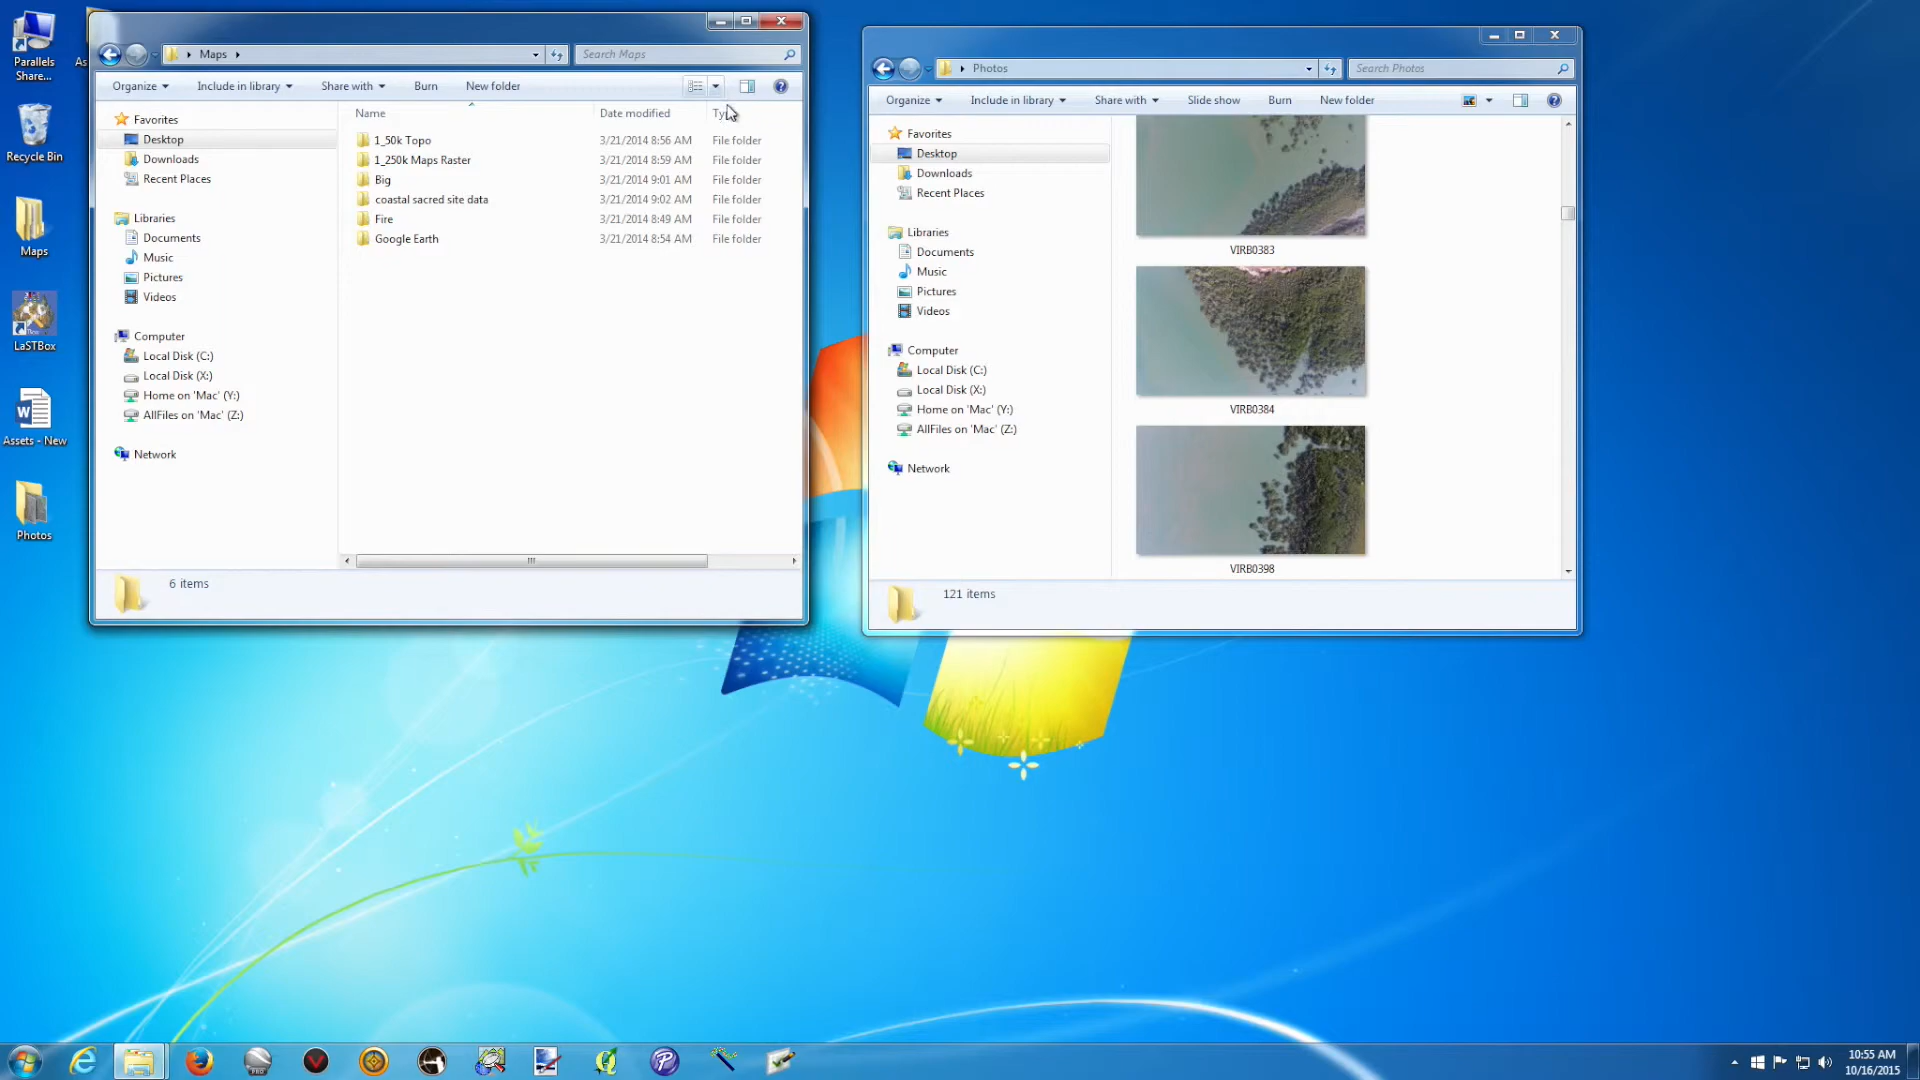 Parallels
Share...
As
Recycle Bin
Maps
LaSTBox
Assets - New
Photos
Maps
Search Maps
Organize
Include in library
Share with
Burn
New folder
Favorites
Desktop
Downloads
Recent Places
Libraries
Documents
Music
Pictures
Videos
Computer
Local Disk (C:)
Local Disk (X:)
Home on 'Mac' (Y:)
AllFiles on 'Mac' (Z:)
Network
Name Date modified
1_50k Topo 3/21/2014 8:56 AM File folder
1_250k Maps Raster 3/21/2014 8:59 AM File folder
Big 3/21/2014 9:01 AM File folder
coastal sacred site data 3/21/2014 9:02 AM File folder
Fire 3/21/2014 8:49 AM File folder
Google Earth 3/21/2014 8:54 AM File folder
6 items
Photos
Search Photos
Organize
Include in library
Share with
Slide show
Burn
New folder
Favorites
Desktop
Downloads
Recent Places
Libraries
Documents
Music
Pictures
Videos
Computer
Local Disk (C:)
Local Disk (X:)
Home on 'Mac' (Y:)
AllFiles on 'Mac' (Z:)
Network
VIRB0383
VIRB0384
VIRB0398
121 items
PRO
10:55 AM
10/16/2015